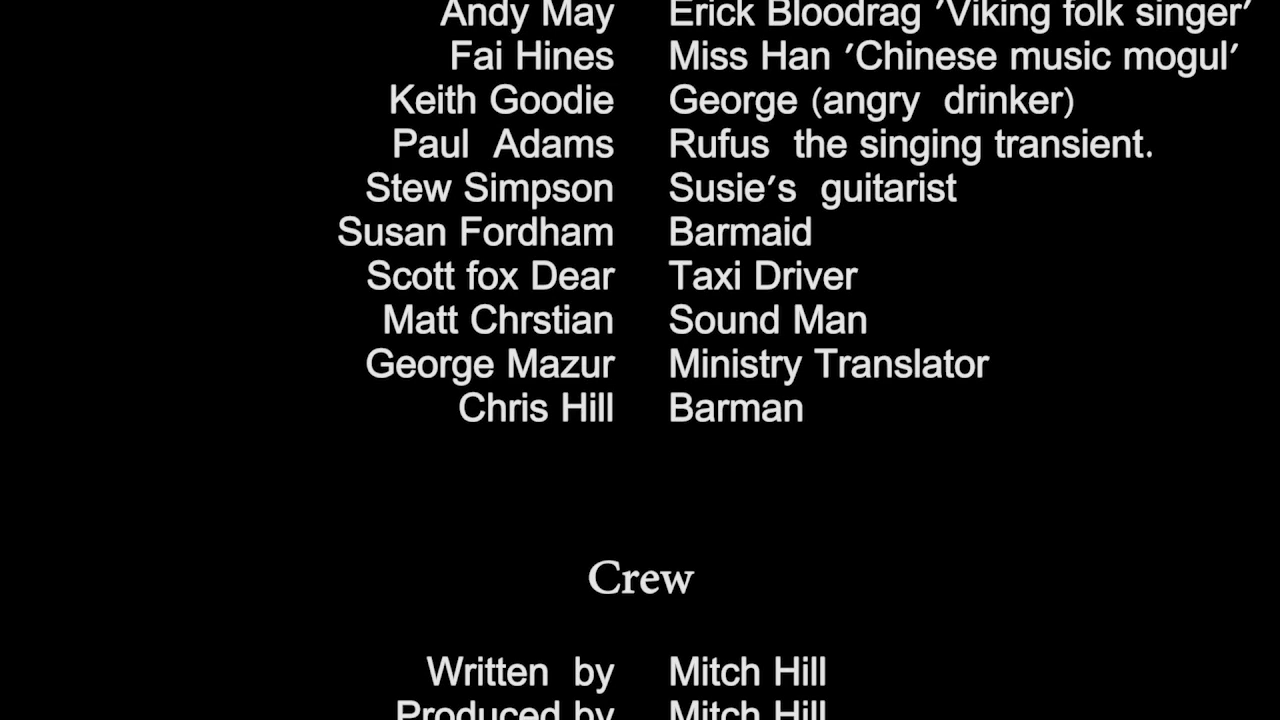 Andy May Erick Bloodrag 'Viking folk singer'
Fai Hines Miss Han 'Chinese music mogul'
Keith Goodie George (angry drinker)
Paul Adams Rufus the singing transient.
Stew Simpson Susie's guitarist
Susan Fordham Barmaid
Scott fox Dear Taxi Driver
Matt Chrstian Sound Man
George Mazur Ministry Translator
Chris Hill Barman
Crew
Written by Mitch Hill
Produced by Mitch Hill